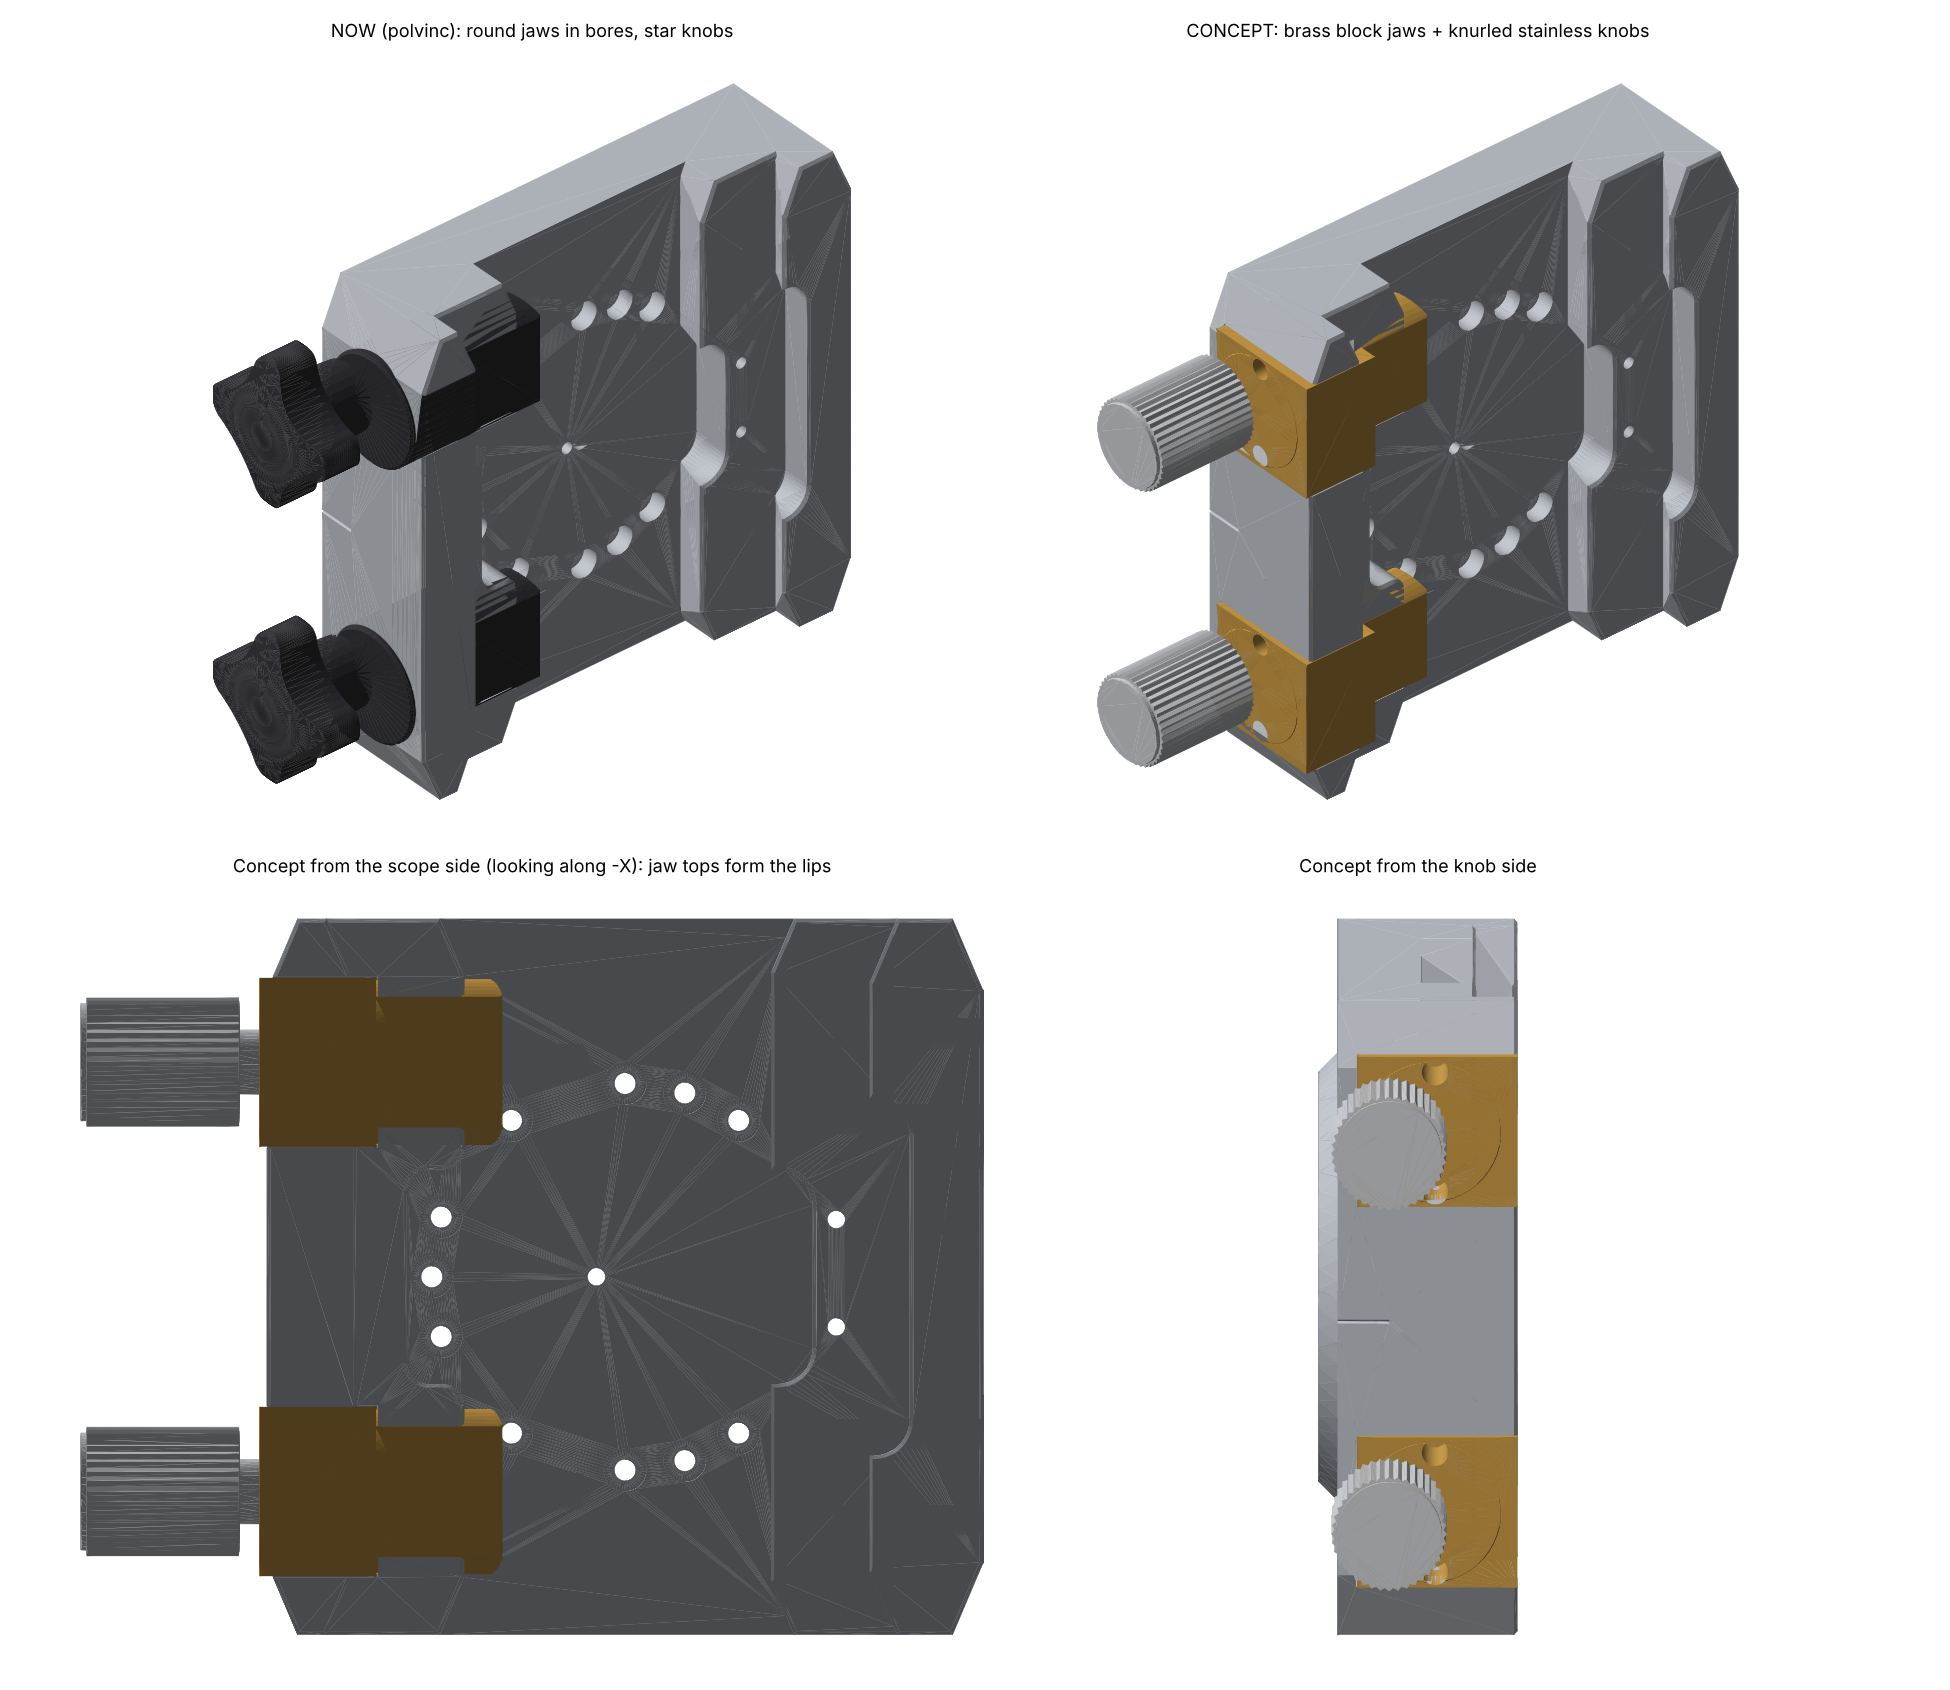 NOW (polvinc): round jaws in bores, star knobs
CONCEPT: brass block jaws + knurled stainless knobs
Concept from the scope side (looking along -X): jaw tops form the lips
Concept from the knob side